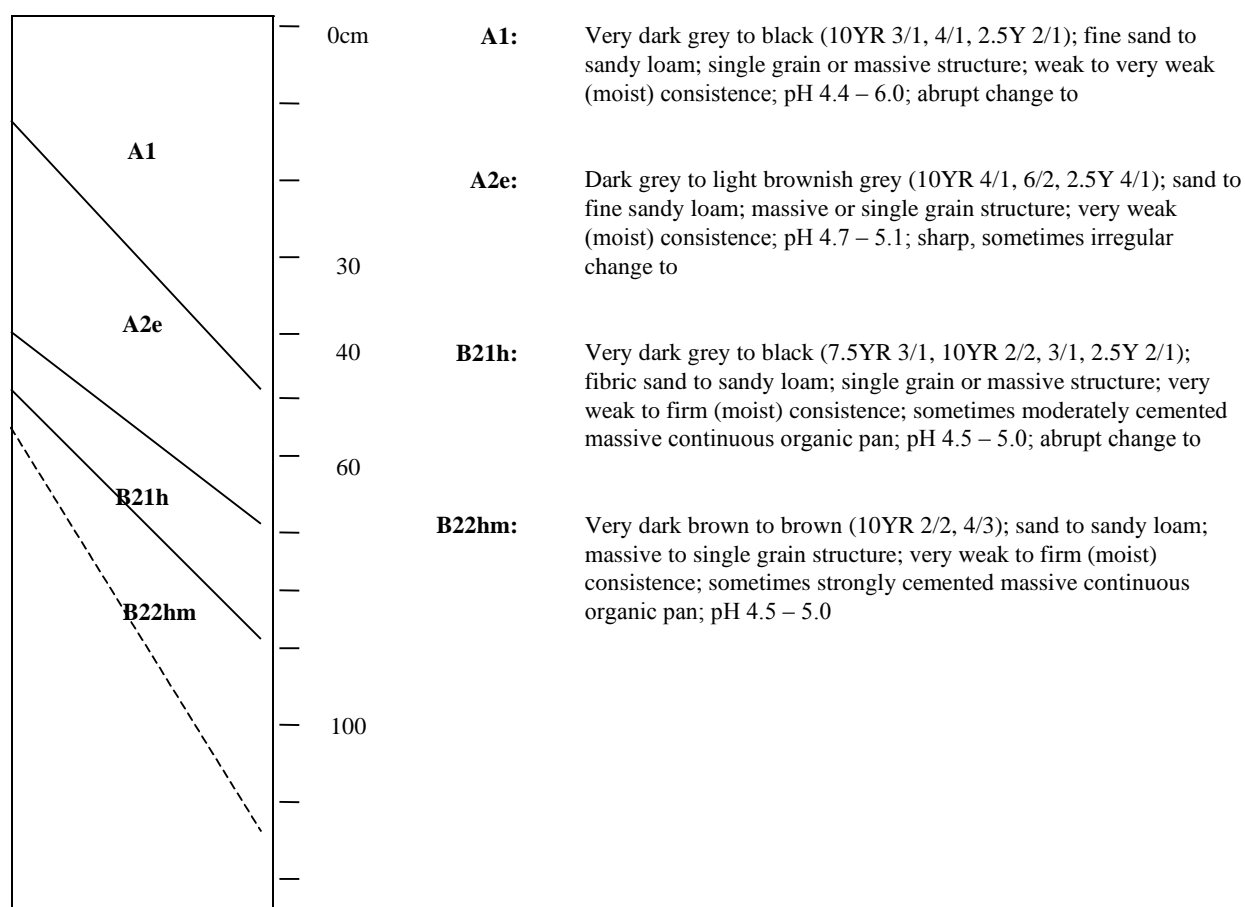 0cm
30
40
60
100
A1
A2e
B21h
B22hm
A1:
Very dark grey to black (10YR 3/1, 4/1, 2.5Y 2/1); fine sand to
sandy loam; single grain or massive structure; weak to very weak
(moist) consistence; pH 4.4 – 6.0; abrupt change to
A2e:
Dark grey to light brownish grey (10YR 4/1, 6/2, 2.5Y 4/1); sand to
fine sandy loam; massive or single grain structure; very weak
(moist) consistence; pH 4.7 – 5.1; sharp, sometimes irregular
change to
B21h:
Very dark grey to black (7.5YR 3/1, 10YR 2/2, 3/1, 2.5Y 2/1);
fibric sand to sandy loam; single grain or massive structure; very
weak to firm (moist) consistence; sometimes moderately cemented
massive continuous organic pan; pH 4.5 – 5.0; abrupt change to
B22hm:
Very dark brown to brown (10YR 2/2, 4/3); sand to sandy loam;
massive to single grain structure; very weak to firm (moist)
consistence; sometimes strongly cemented massive continuous
organic pan; pH 4.5 – 5.0